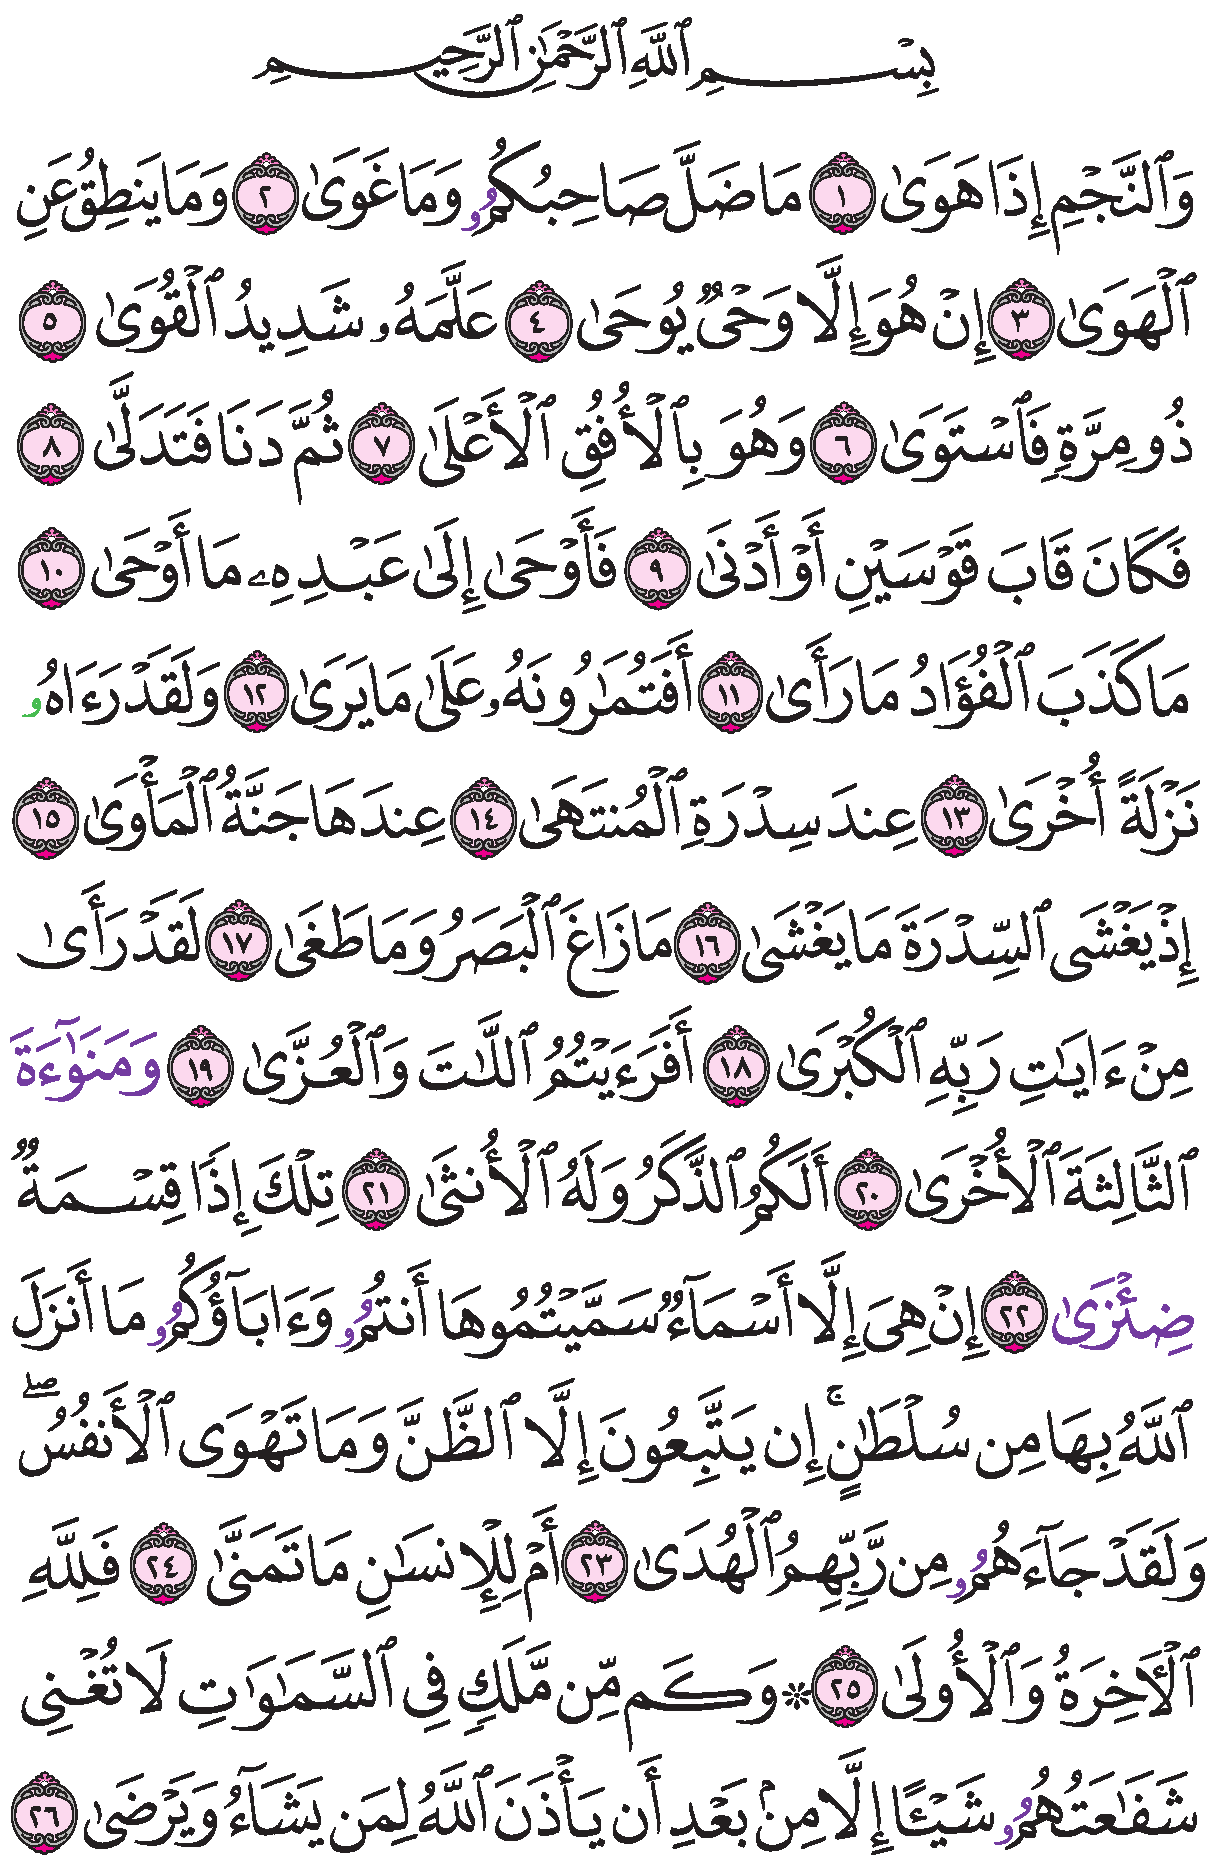 بِسْمِ ٱللَّهِ ٱلرَّحْمَٰنِ ٱلرَّحِيمِ
وَٱلنَّجْمِ إِذَا هَوَىٰ ١ مَا ضَلَّ صَاحِبُكُمُۥ وَمَا غَوَىٰ ٢ وَمَا يَنطِقُ عَنِ
ٱلْهَوَىٰ ٣ إِنْ هُوَ إِلَّا وَحْىٌ يُوحَىٰ ٤ عَلَّمَهُۥ شَدِيدُ ٱلْقُوَىٰ ٥
ذُو مِرَّةٍ فَٱسْتَوَىٰ ٦ وَهُوَ بِٱلْأُفُقِ ٱلْأَعْلَىٰ ٧ ثُمَّ دَنَا فَتَدَلَّىٰ ٨
فَكَانَ قَابَ قَوْسَيْنِ أَوْ أَدْنَىٰ ٩ فَأَوْحَىٰ إِلَىٰ عَبْدِهِۦ مَا أَوْحَىٰ ١٠
مَا كَذَبَ ٱلْفُؤَادُ مَا رَأَىٰ ١١ أَفَتُمَٰرُونَهُۥ عَلَىٰ مَا يَرَىٰ ١٢ وَلَقَدْ رَءَاهُۥ
نَزْلَةً أُخْرَىٰ ١٣ عِندَ سِدْرَةِ ٱلْمُنتَهَىٰ ١٤ عِندَهَا جَنَّةُ ٱلْمَأْوَىٰ ١٥
إِذْ يَغْشَى ٱلسِّدْرَةَ مَا يَغْشَىٰ ١٦ مَا زَاغَ ٱلْبَصَرُ وَمَا طَغَىٰ ١٧ لَقَدْ رَأَىٰ
مِنْ ءَايَٰتِ رَبِّهِ ٱلْكُبْرَىٰ ١٨ أَفَرَءَيْتُمُ ٱللَّٰتَ وَٱلْعُزَّىٰ ١٩ وَمَنَوٰٓءَةَ
ٱلثَّالِثَةَ ٱلْأُخْرَىٰ ٢٠ أَلَكُمُ ٱلذَّكَرُ وَلَهُ ٱلْأُنثَىٰ ٢١ تِلْكَ إِذًا قِسْمَةٌ
ضِئْزَىٰ ٢٢ إِنْ هِىَ إِلَّا أَسْمَآءٌ سَمَّيْتُمُوهَا أَنتُمُۥ وَءَابَآؤُكُمُۥ مَا أَنزَلَ
ٱللَّهُ بِهَا مِن سُلْطَٰنٍ ۚ إِن يَتَّبِعُونَ إِلَّا ٱلظَّنَّ وَمَا تَهْوَى ٱلْأَنفُسُ ۖ
وَلَقَدْ جَآءَهُمُۥ مِن رَّبِّهِمُ ٱلْهُدَىٰ ٢٣ أَمْ لِلْإِنسَٰنِ مَا تَمَنَّىٰ ٢٤ فَلِلَّهِ
ٱلْأَخِرَةُ وَٱلْأُولَىٰ ٢٥ ۞ وَكَم مِّن مَّلَكٍ فِى ٱلسَّمَٰوَٰتِ لَا تُغْنِى
شَفَٰعَتُهُمُۥ شَيْئًا إِلَّا مِنۢ بَعْدِ أَن يَأْذَنَ ٱللَّهُ لِمَن يَشَآءُ وَيَرْضَىٰ ٢٦